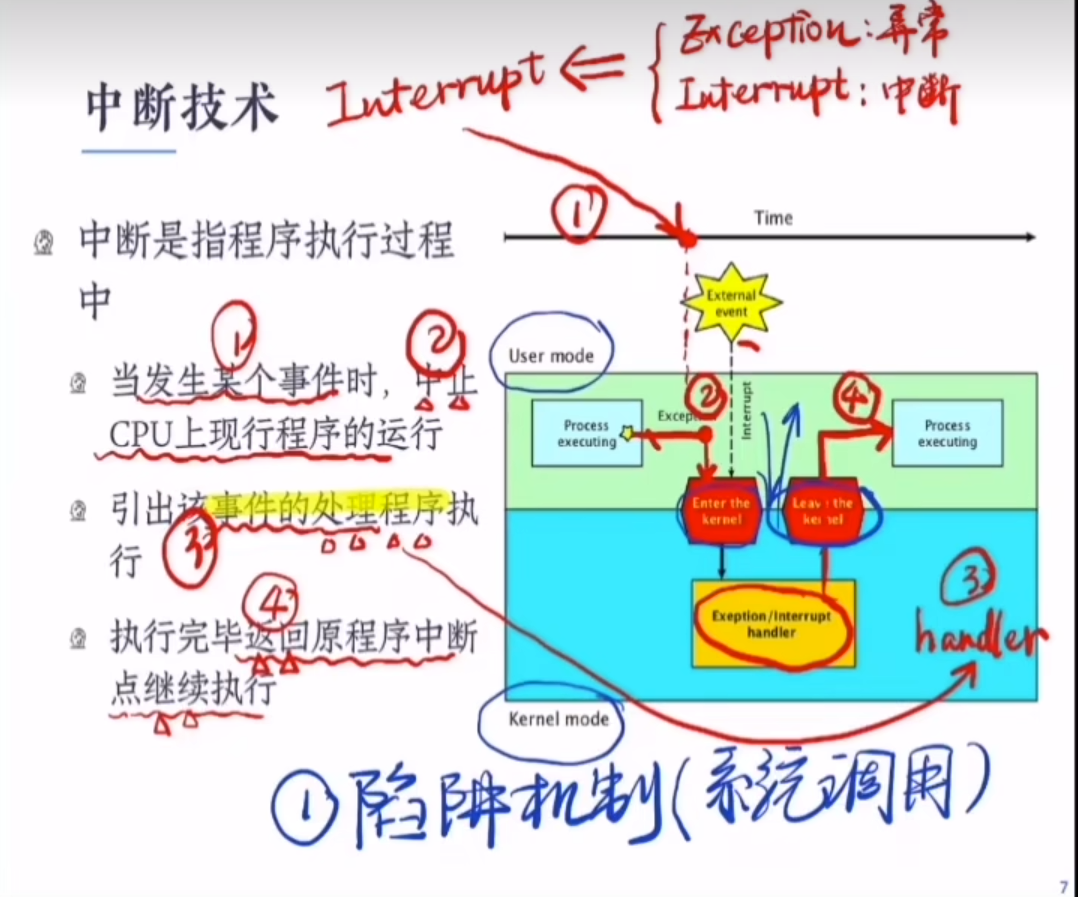 中断技术
Interrupt ⇐ { Exception:异常
Interrupt:中断
中断是指程序执行过程
中
① ②
当发生某个事件时，中止
CPU上现行程序的运行
引出该事件的处理程序执
③
行
④
执行完毕返回原程序中断
点继续执行
①
Time
External
event
User mode
② ④
Process
executing
Interrupt
Process
executing
Enter the
kernel
Leave the
kernel
Exeption/Interrupt
handler
③
handler
Kernel mode
①陷阱机制(系统调用)
7